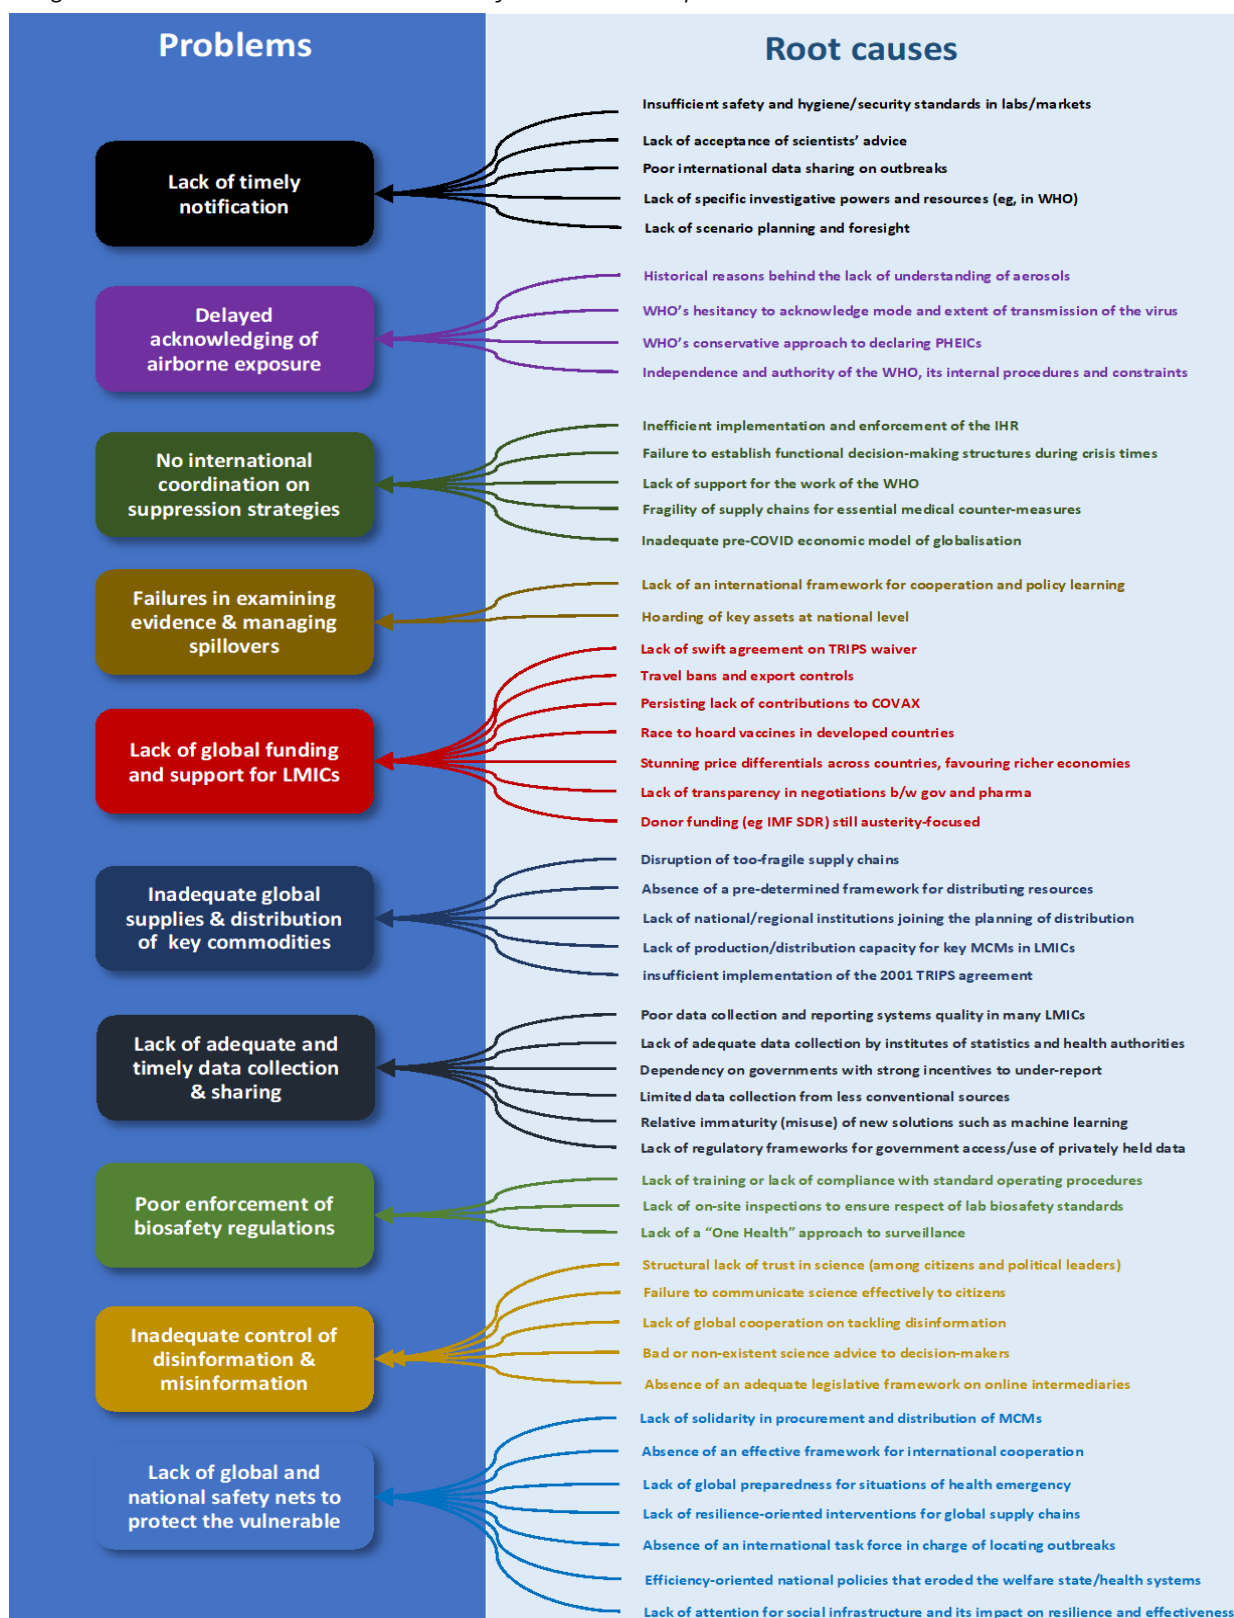 Problems
Root causes
Lack of timely
notification
Insufficient safety and hygiene/security standards in labs/markets
Lack of acceptance of scientists’ advice
Poor international data sharing on outbreaks
Lack of specific investigative powers and resources (eg, in WHO)
Lack of scenario planning and foresight
Delayed
acknowledging of
airborne exposure
Historical reasons behind the lack of understanding of aerosols
WHO’s hesitancy to acknowledge mode and extent of transmission of the virus
WHO’s conservative approach to declaring PHEICs
Independence and authority of the WHO, its internal procedures and constraints
No international
coordination on
suppression strategies
Inefficient implementation and enforcement of the IHR
Failure to establish functional decision-making structures during crisis times
Lack of support for the work of the WHO
Fragility of supply chains for essential medical counter-measures
Inadequate pre-COVID economic model of globalisation
Failures in examining
evidence & managing
spillovers
Lack of an international framework for cooperation and policy learning
Hoarding of key assets at national level
Lack of global funding
and support for LMICs
Lack of swift agreement on TRIPS waiver
Travel bans and export controls
Persisting lack of contributions to COVAX
Race to hoard vaccines in developed countries
Stunning price differentials across countries, favouring richer economies
Lack of transparency in negotiations b/w gov and pharma
Donor funding (eg IMF SDR) still austerity-focused
Inadequate global
supplies & distribution
of key commodities
Disruption of too-fragile supply chains
Absence of a pre-determined framework for distributing resources
Lack of national/regional institutions joining the planning of distribution
Lack of production/distribution capacity for key MCMs in LMICs
insufficient implementation of the 2001 TRIPS agreement
Lack of adequate and
timely data collection
& sharing
Poor data collection and reporting systems quality in many LMICs
Lack of adequate data collection by institutes of statistics and health authorities
Dependency on governments with strong incentives to under-report
Limited data collection from less conventional sources
Relative immaturity (misuse) of new solutions such as machine learning
Lack of regulatory frameworks for government access/use of privately held data
Poor enforcement of
biosafety regulations
Lack of training or lack of compliance with standard operating procedures
Lack of on-site inspections to ensure respect of lab biosafety standards
Lack of a “One Health” approach to surveillance
Inadequate control of
disinformation &
misinformation
Structural lack of trust in science (among citizens and political leaders)
Failure to communicate science effectively to citizens
Lack of global cooperation on tackling disinformation
Bad or non-existent science advice to decision-makers
Absence of an adequate legislative framework on online intermediaries
Lack of global and
national safety nets to
protect the vulnerable
Lack of solidarity in procurement and distribution of MCMs
Absence of an effective framework for international cooperation
Lack of global preparedness for situations of health emergency
Lack of resilience-oriented interventions for global supply chains
Absence of an international task force in charge of locating outbreaks
Efficiency-oriented national policies that eroded the welfare state/health systems
Lack of attention for social infrastructure and its impact on resilience and effectiveness